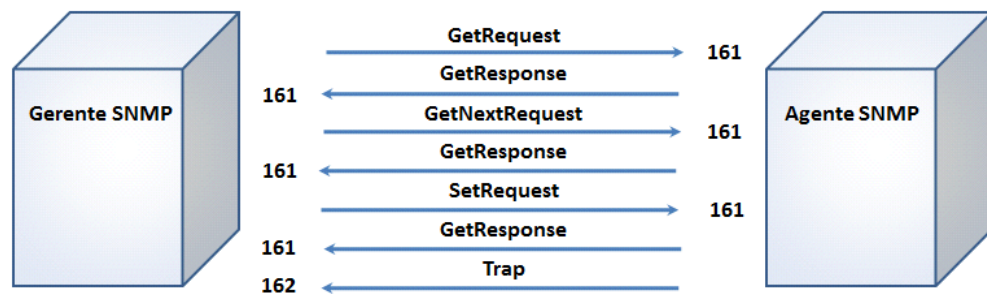 GetRequest
161
GetResponse
161
Gerente SNMP
GetNextRequest
Agente SNMP
161
GetResponse
161
SetRequest
161
GetResponse
161
Trap
162